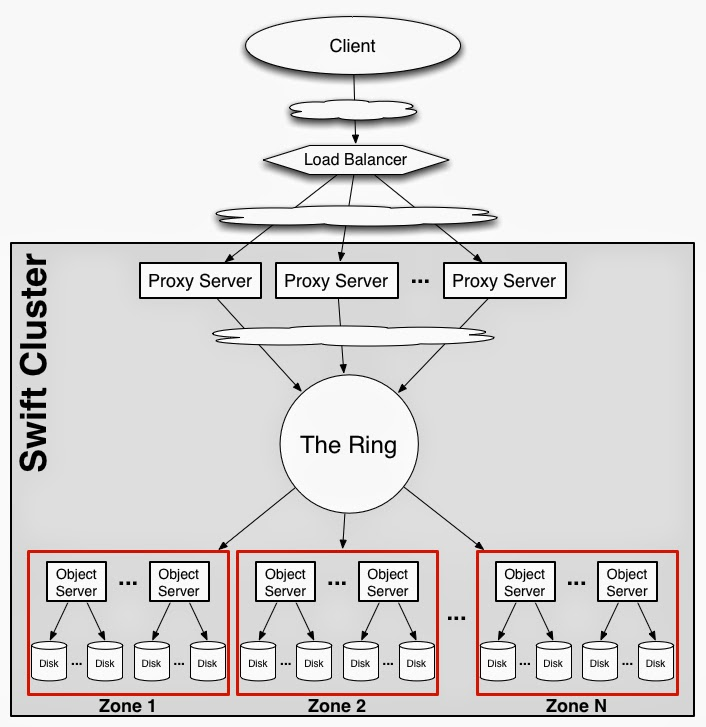 Client
Load Balancer
Swift Cluster
Proxy Server
Proxy Server
...
Proxy Server
The Ring
Object
Server
...
Object
Server
Disk
...
Disk
Disk
...
Disk
Zone 1
Object
Server
...
Object
Server
Disk
...
Disk
Disk
...
Disk
Zone 2
...
Object
Server
...
Object
Server
Disk
...
Disk
Disk
...
Disk
Zone N